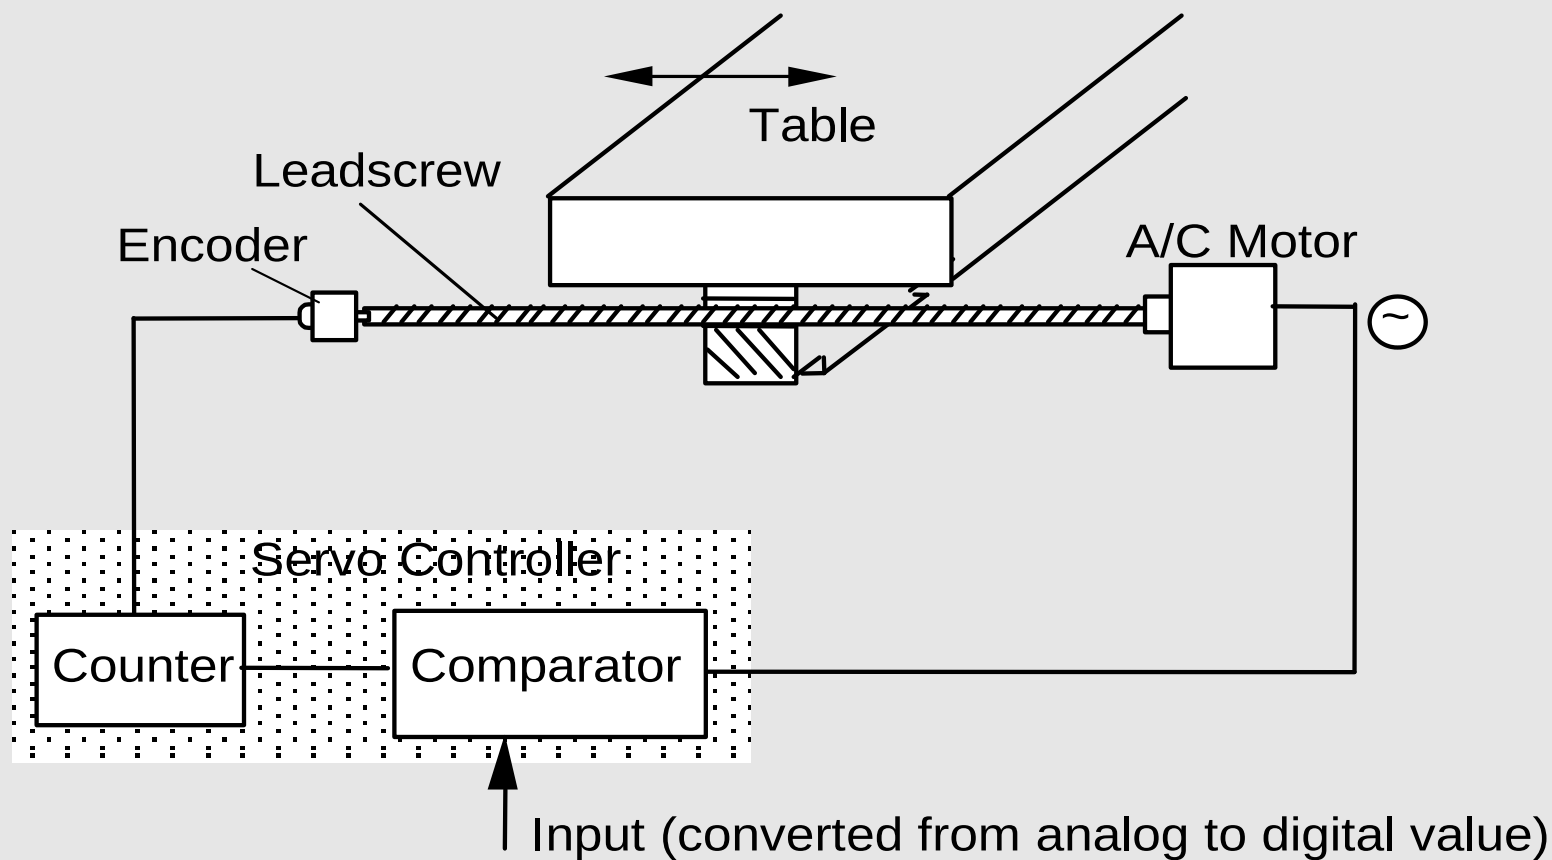 Table
Leadscrew
Encoder
A/C Motor
~
Servo Controller
Counter
Comparator
Input (converted from analog to digital value)